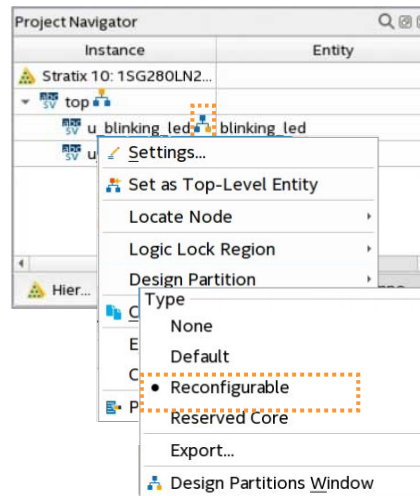 Project Navigator
Instance
Entity
Stratix 10: 1SG280LN2...
top
u_blinking_led
blinking_led
u
Settings...
Set as Top-Level Entity
Locate Node
Logic Lock Region
Design Partition
Hier...
Type
None
Default
Reconfigurable
Reserved Core
Export...
Design Partitions Window